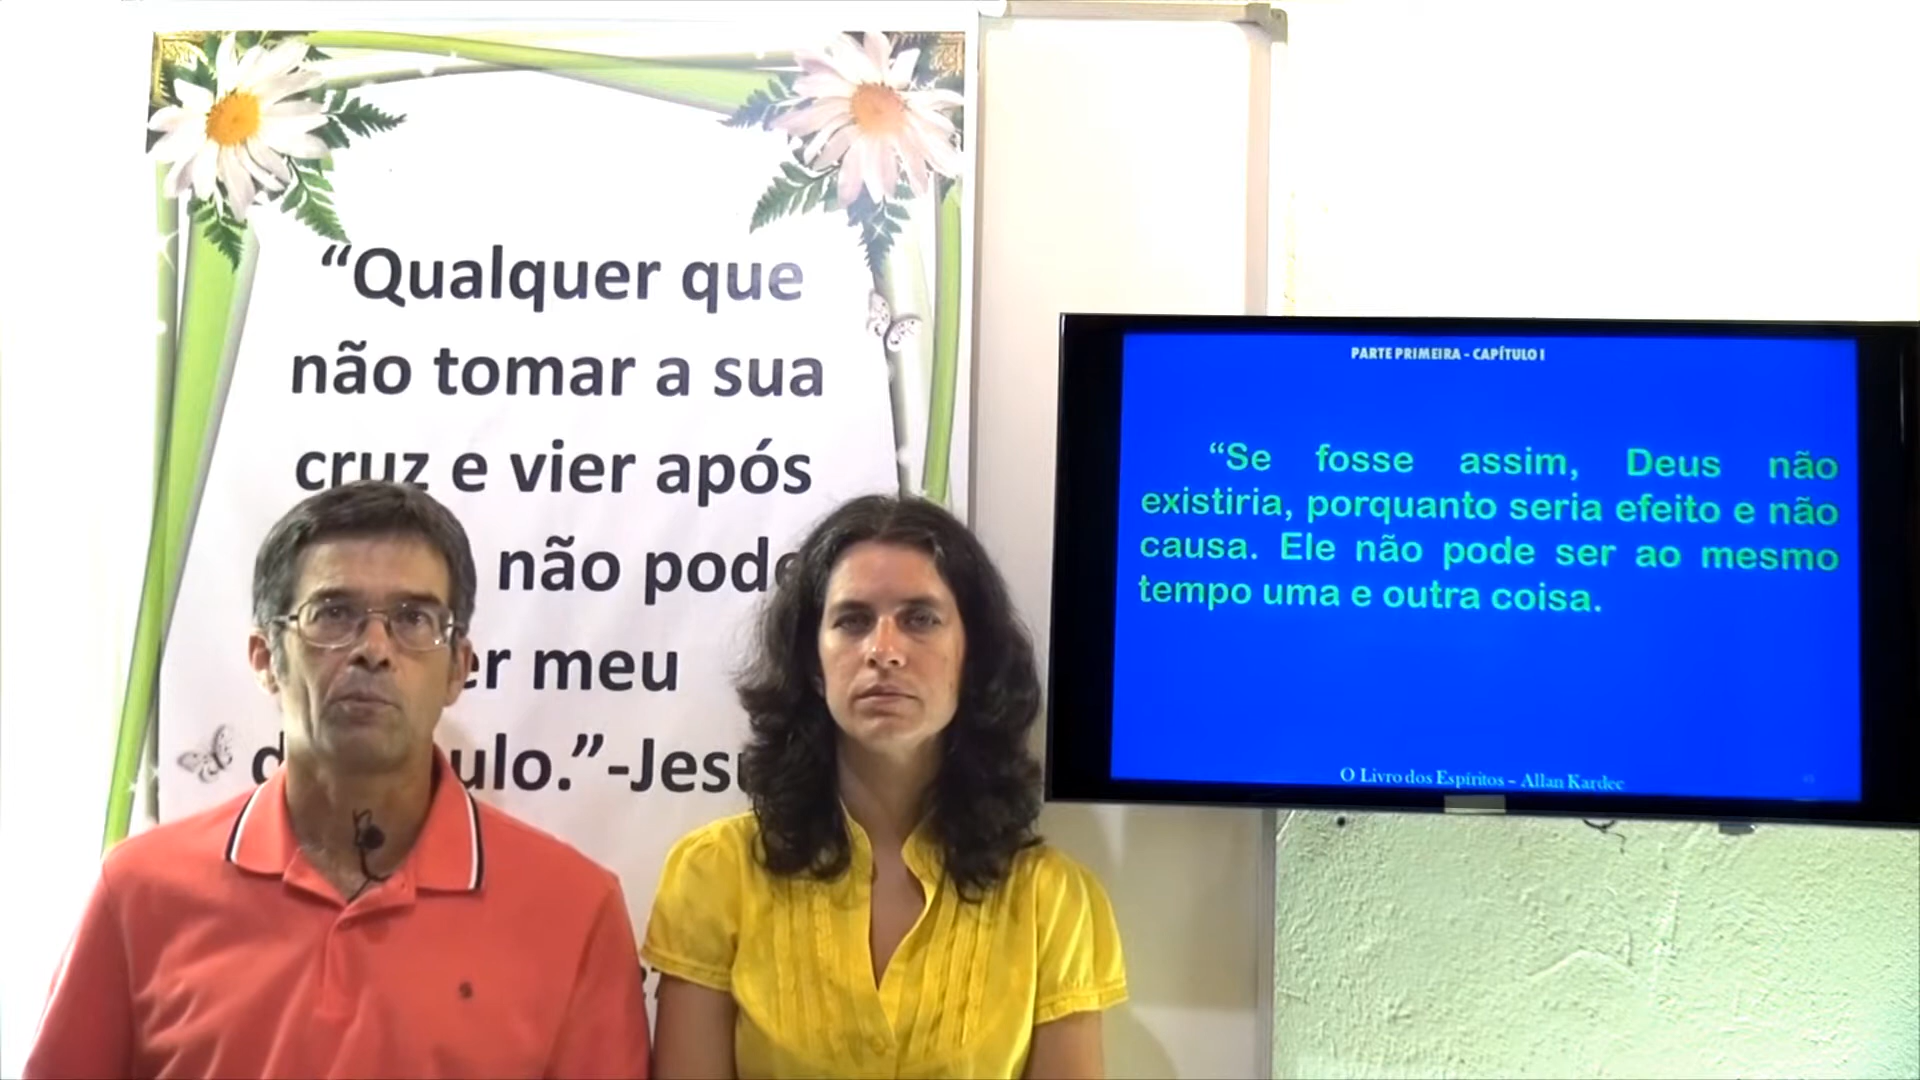 “Qualquer que
não tomar a sua
cruz e vier após
não pode
er meu
d ulo.”-Jesu
PARTE PRIMEIRA - CAPÍTULO I
“Se fosse assim, Deus não
existiria, porquanto seria efeito e não
causa. Ele não pode ser ao mesmo
tempo uma e outra coisa.
O Livro dos Espíritos – Allan Kardec